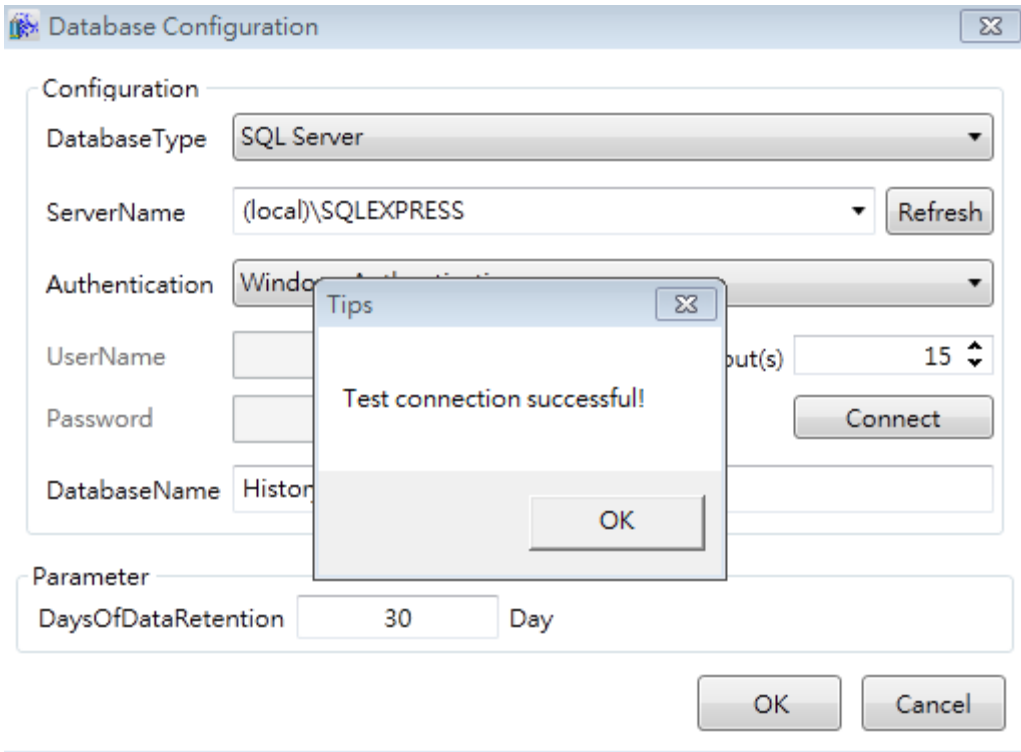 Database Configuration
Configuration
DatabaseType SQL Server
ServerName (local)\SQLEXPRESS Refresh
Authentication
Tips
UserName 15
Test connection successful!
Password Connect
DatabaseName
OK
Parameter
DaysOfDataRetention 30 Day
OK Cancel